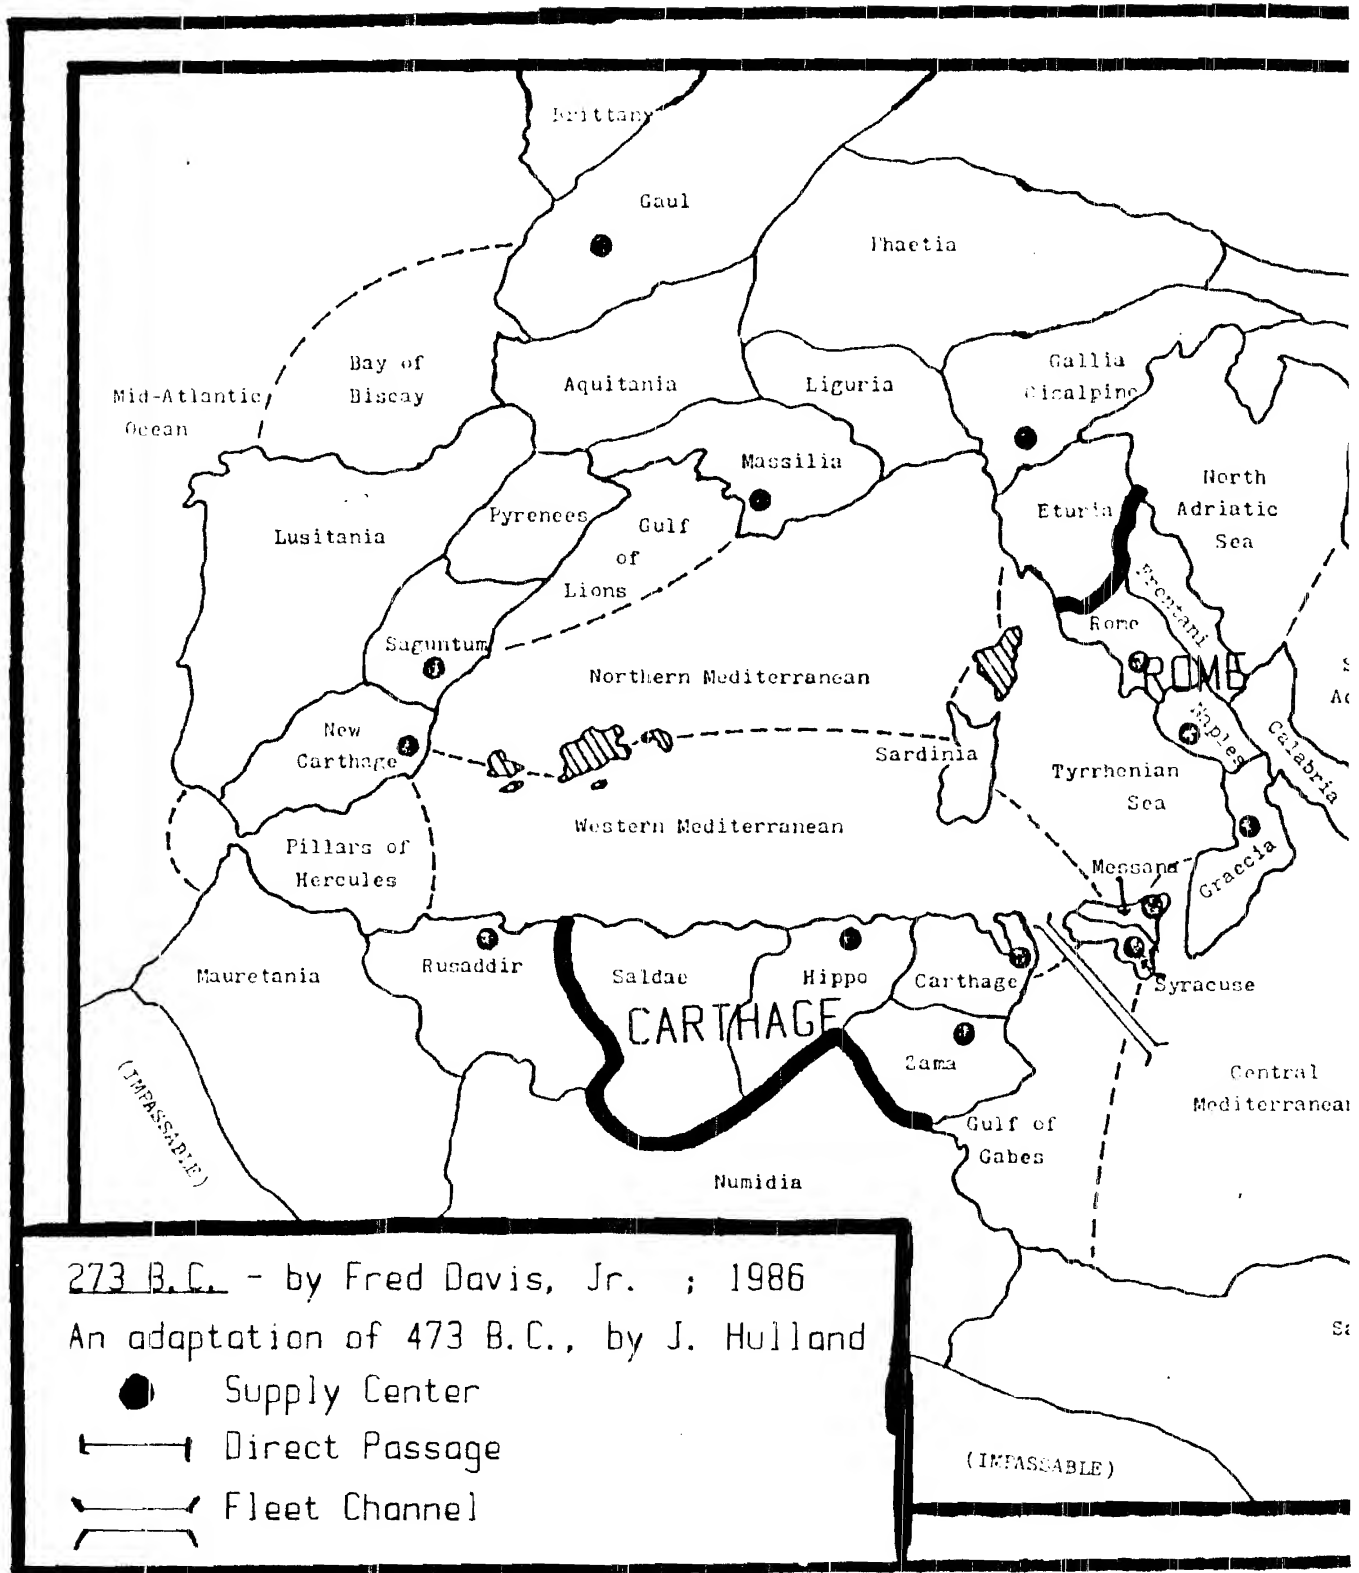 Brittany
Gaul
Phaetia
Bay of
Biscay
Mid-Atlantic
Ocean
Aquitania
Liguria
Gallia
Cicalpine
Massilia
North
Adriatic
Sea
Eturia
Pyrenees
Gulf
of
Lions
Lusitania
Frentani
Rome
ROME
Saguntum
Northern Mediterranean
Naples
Calabria
New
Carthage
Sardinia
Tyrrhenian
Sea
Western Mediterranean
Pillars of
Hercules
Messana
Graccia
Mauretania
Rusaddir
Saldae
Hippo
Carthage
Syracuse
CARTHAGE
Zama
Central
Mediterranean
(IMPASSABLE)
Gulf of
Gabes
Numidia
273 B.C. - by Fred Davis, Jr. ; 1986
An adaptation of 473 B.C., by J. Hulland
Supply Center
Direct Passage
Fleet Channel
(IMPASSABLE)